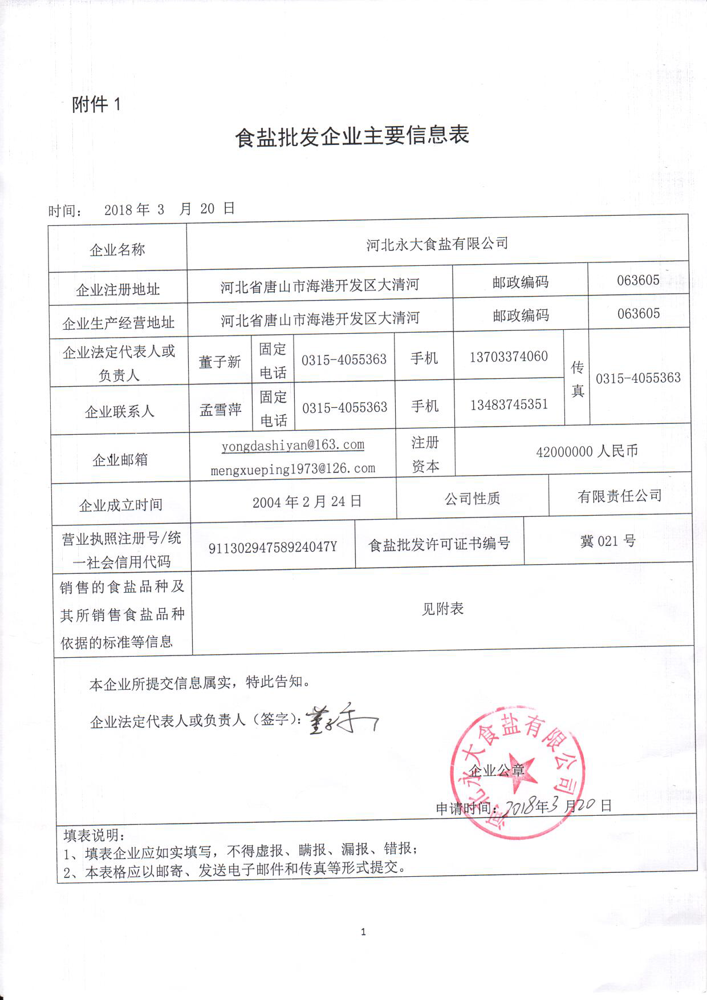 附件 1
食盐批发企业主要信息表
时间： 2018 年 3 月 20 日
企业名称 河北永大食盐有限公司
企业注册地址 河北省唐山市海港开发区大清河 邮政编码 063605
企业生产经营地址 河北省唐山市海港开发区大清河 邮政编码 063605
企业法定代表人或
负责人
董子新
固定
电话
0315-4055363 手机 13703374060
传
真
0315-4055363
企业联系人 孟雪萍
固定
电话
0315-4055363 手机 13483745351
企业邮箱
yongdashiyan@163.com
mengxueping1973@126.com
注册
资本
42000000 人民币
企业成立时间 2004 年 2 月 24 日 公司性质 有限责任公司
营业执照注册号/统
一社会信用代码
91130294758924047Y 食盐批发许可证书编号 冀 021 号
销售的食盐品种及
其所销售食盐品种
依据的标准等信息
见附表
本企业所提交信息属实，特此告知。
企业法定代表人或负责人（签字）：董子新
河北永大食盐有限公司
企业公章
申请时间：2018年3月20日
填表说明：
1、填表企业应如实填写，不得虚报、瞒报、漏报、错报；
2、本表格应以邮寄、发送电子邮件和传真等形式提交。
1